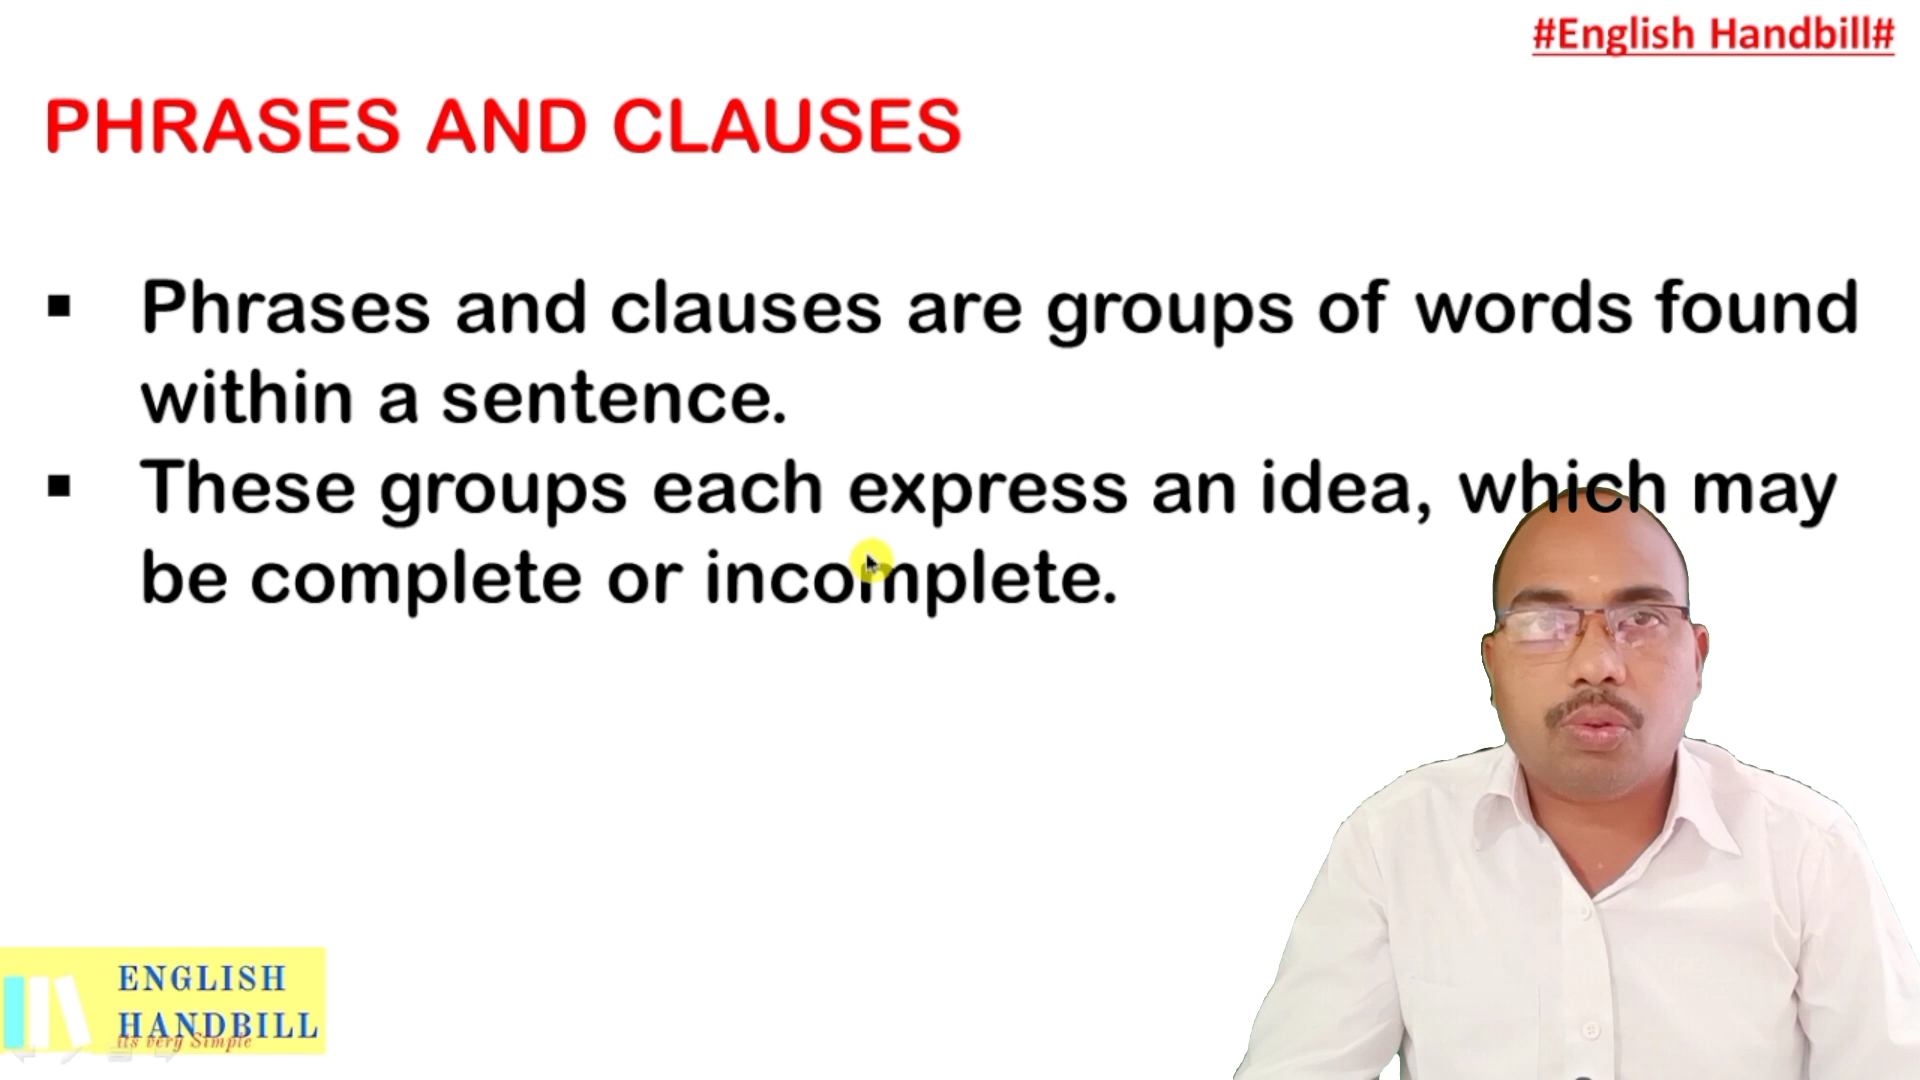 #English Handbill#
PHRASES AND CLAUSES
▪ Phrases and clauses are groups of words found
within a sentence.
▪ These groups each express an idea, which may
be complete or incomplete.
ENGLISH
HANDBILL
its very Simple